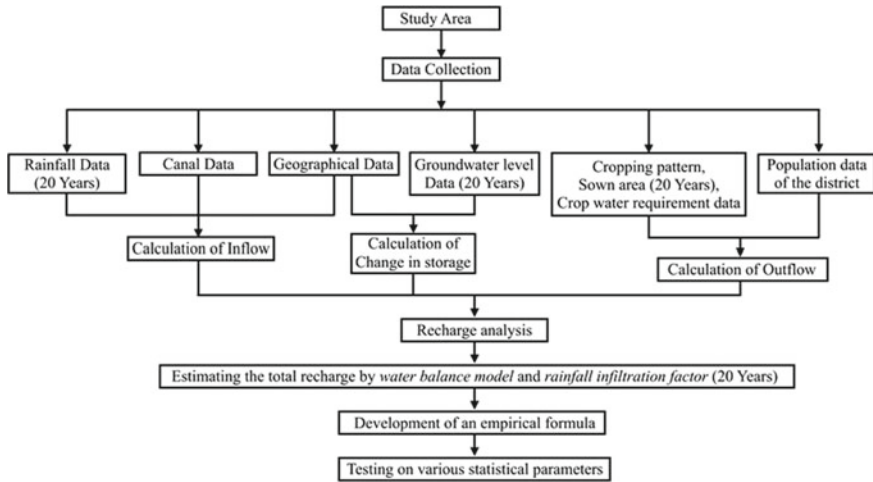 Study Area
Data Collection
Rainfall Data
(20 Years)
Canal Data
Geographical Data
Groundwater level
Data (20 Years)
Cropping pattern,
Sown area (20 Years),
Crop water requirement data
Population data
of the district
Calculation of Inflow
Calculation of
Change in storage
Calculation of Outflow
Recharge analysis
Estimating the total recharge by water balance model and rainfall infiltration factor (20 Years)
Development of an empirical formula
Testing on various statistical parameters